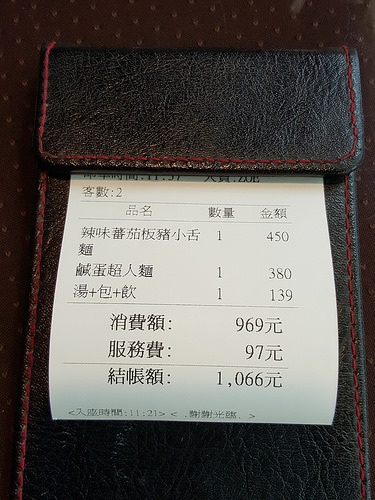 客數:2
品名 數量 金額
辣味蕃茄板豬小舌 1 450
麵
鹹蛋超人麵 1 380
湯+包+飲 1 139
消費額: 969元
服務費: 97元
結帳額: 1,066元
<入座時間:11:21> < .謝謝光臨. >